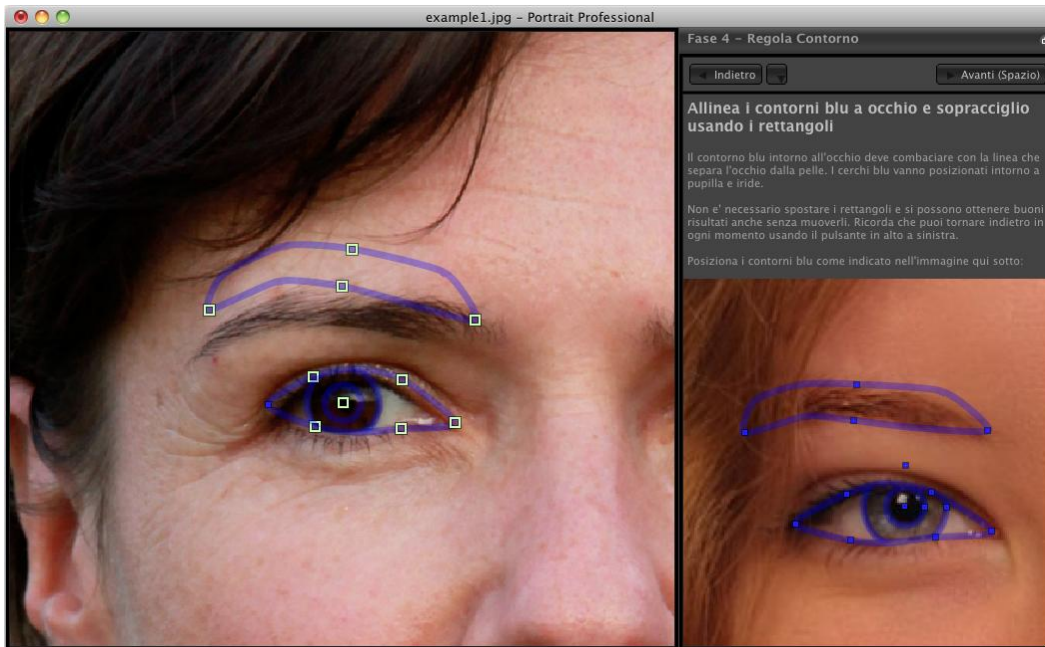 example1.jpg – Portrait Professional
Fase 4 – Regola Contorno
Indietro
Avanti (Spazio)
Allinea i contorni blu a occhio e sopracciglio
usando i rettangoli
Il contorno blu intorno all'occhio deve combaciare con la linea che
separa l'occhio dalla pelle. I cerchi blu vanno posizionati intorno a
pupilla e iride.
Non e' necessario spostare i rettangoli e si possono ottenere buoni
risultati anche senza muoverli. Ricorda che puoi tornare indietro in
ogni momento usando il pulsante in alto a sinistra.
Posiziona i contorni blu come indicato nell'immagine qui sotto: